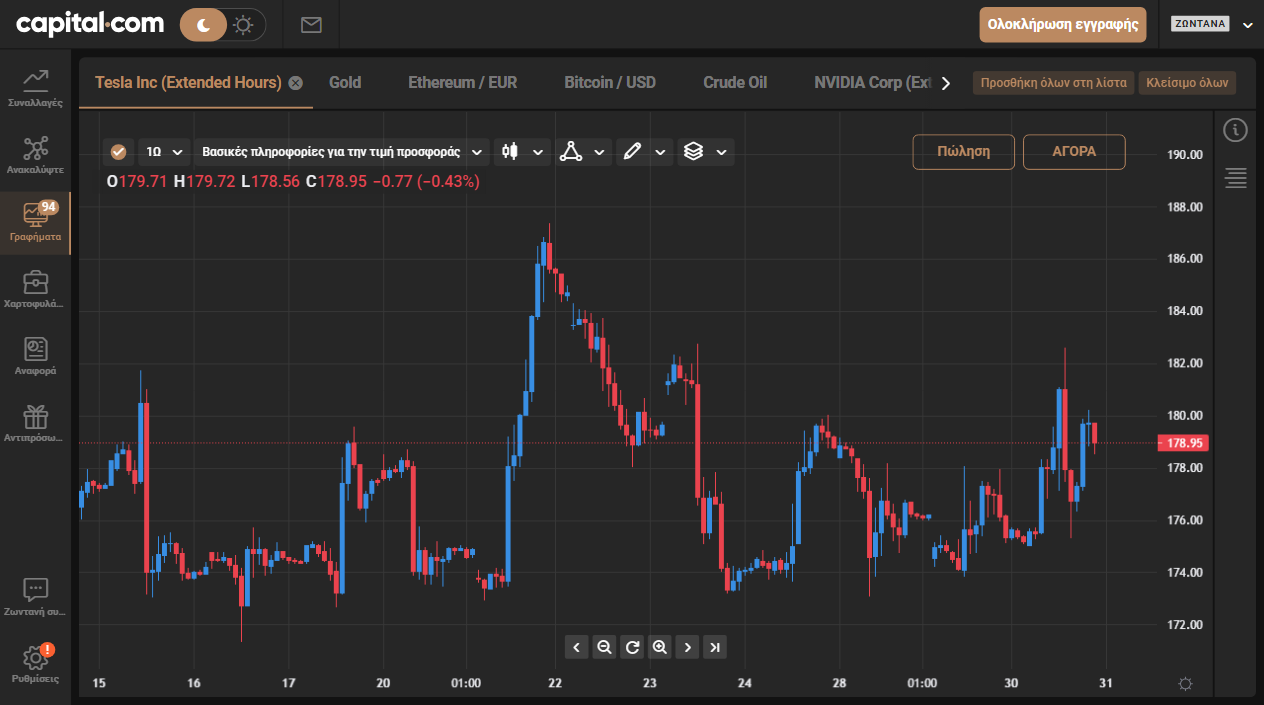 capital.com
Ολοκλήρωση εγγραφής
ΖΩΝΤΑΝΆ
Συναλλαγές
Ανακαλύψτε
94
Γραφήματα
Χαρτοφυλά...
Αναφορά
Αντιπρόσω...
Ζωντανή συ...
Ρυθμίσεις
Tesla Inc (Extended Hours)
Gold
Ethereum / EUR
Bitcoin / USD
Crude Oil
NVIDIA Corp (Ext
Προσθήκη όλων στη λίστα
Κλείσιμο όλων
1Ω
Βασικές πληροφορίες για την τιμή προσφοράς
Πώληση
ΑΓΟΡΑ
O179.71 H179.72 L178.56 C178.95 −0.77 (−0.43%)
190.00
188.00
186.00
184.00
182.00
180.00
178.95
178.00
176.00
174.00
172.00
15 16 17 20 01:00 22 23 24 28 01:00 30 31